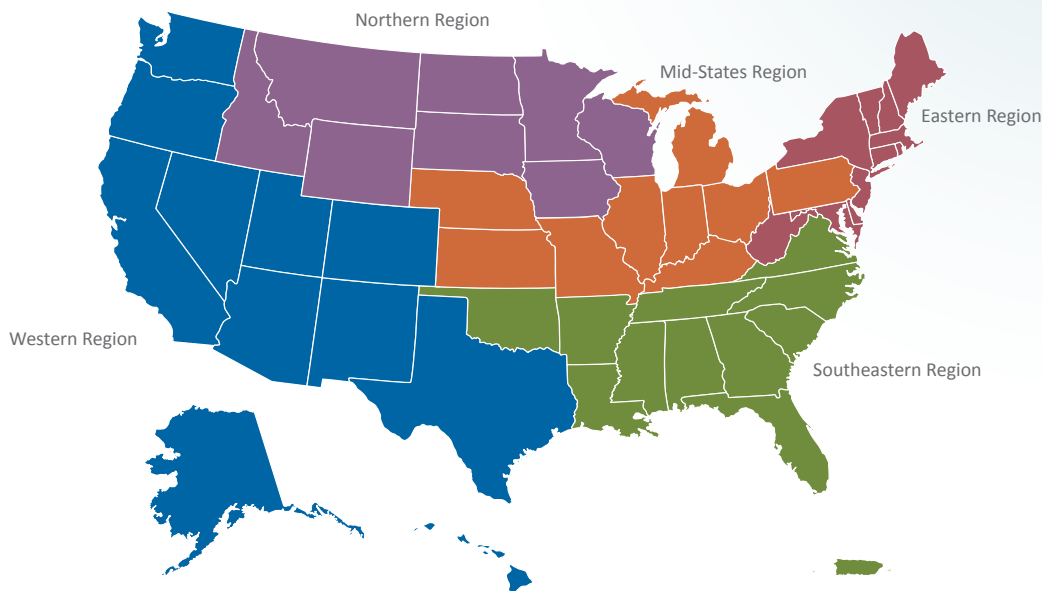 Northern Region
Mid-States Region
Eastern Region
Western Region
Southeastern Region